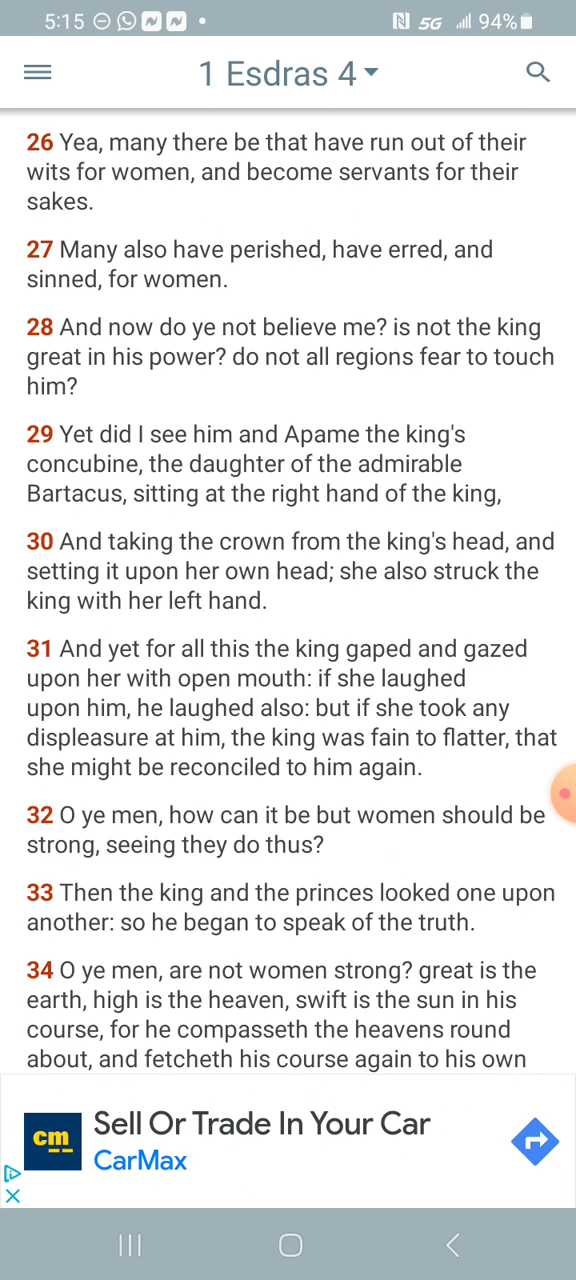 5:15 5G 94%
1 Esdras 4
26 Yea, many there be that have run out of their
wits for women, and become servants for their
sakes.
27 Many also have perished, have erred, and
sinned, for women.
28 And now do ye not believe me? is not the king
great in his power? do not all regions fear to touch
him?
29 Yet did I see him and Apame the king's
concubine, the daughter of the admirable
Bartacus, sitting at the right hand of the king,
30 And taking the crown from the king's head, and
setting it upon her own head; she also struck the
king with her left hand.
31 And yet for all this the king gaped and gazed
upon her with open mouth: if she laughed
upon him, he laughed also: but if she took any
displeasure at him, the king was fain to flatter, that
she might be reconciled to him again.
32 O ye men, how can it be but women should be
strong, seeing they do thus?
33 Then the king and the princes looked one upon
another: so he began to speak of the truth.
34 O ye men, are not women strong? great is the
earth, high is the heaven, swift is the sun in his
course, for he compasseth the heavens round
about, and fetcheth his course again to his own
cm
Sell Or Trade In Your Car
CarMax